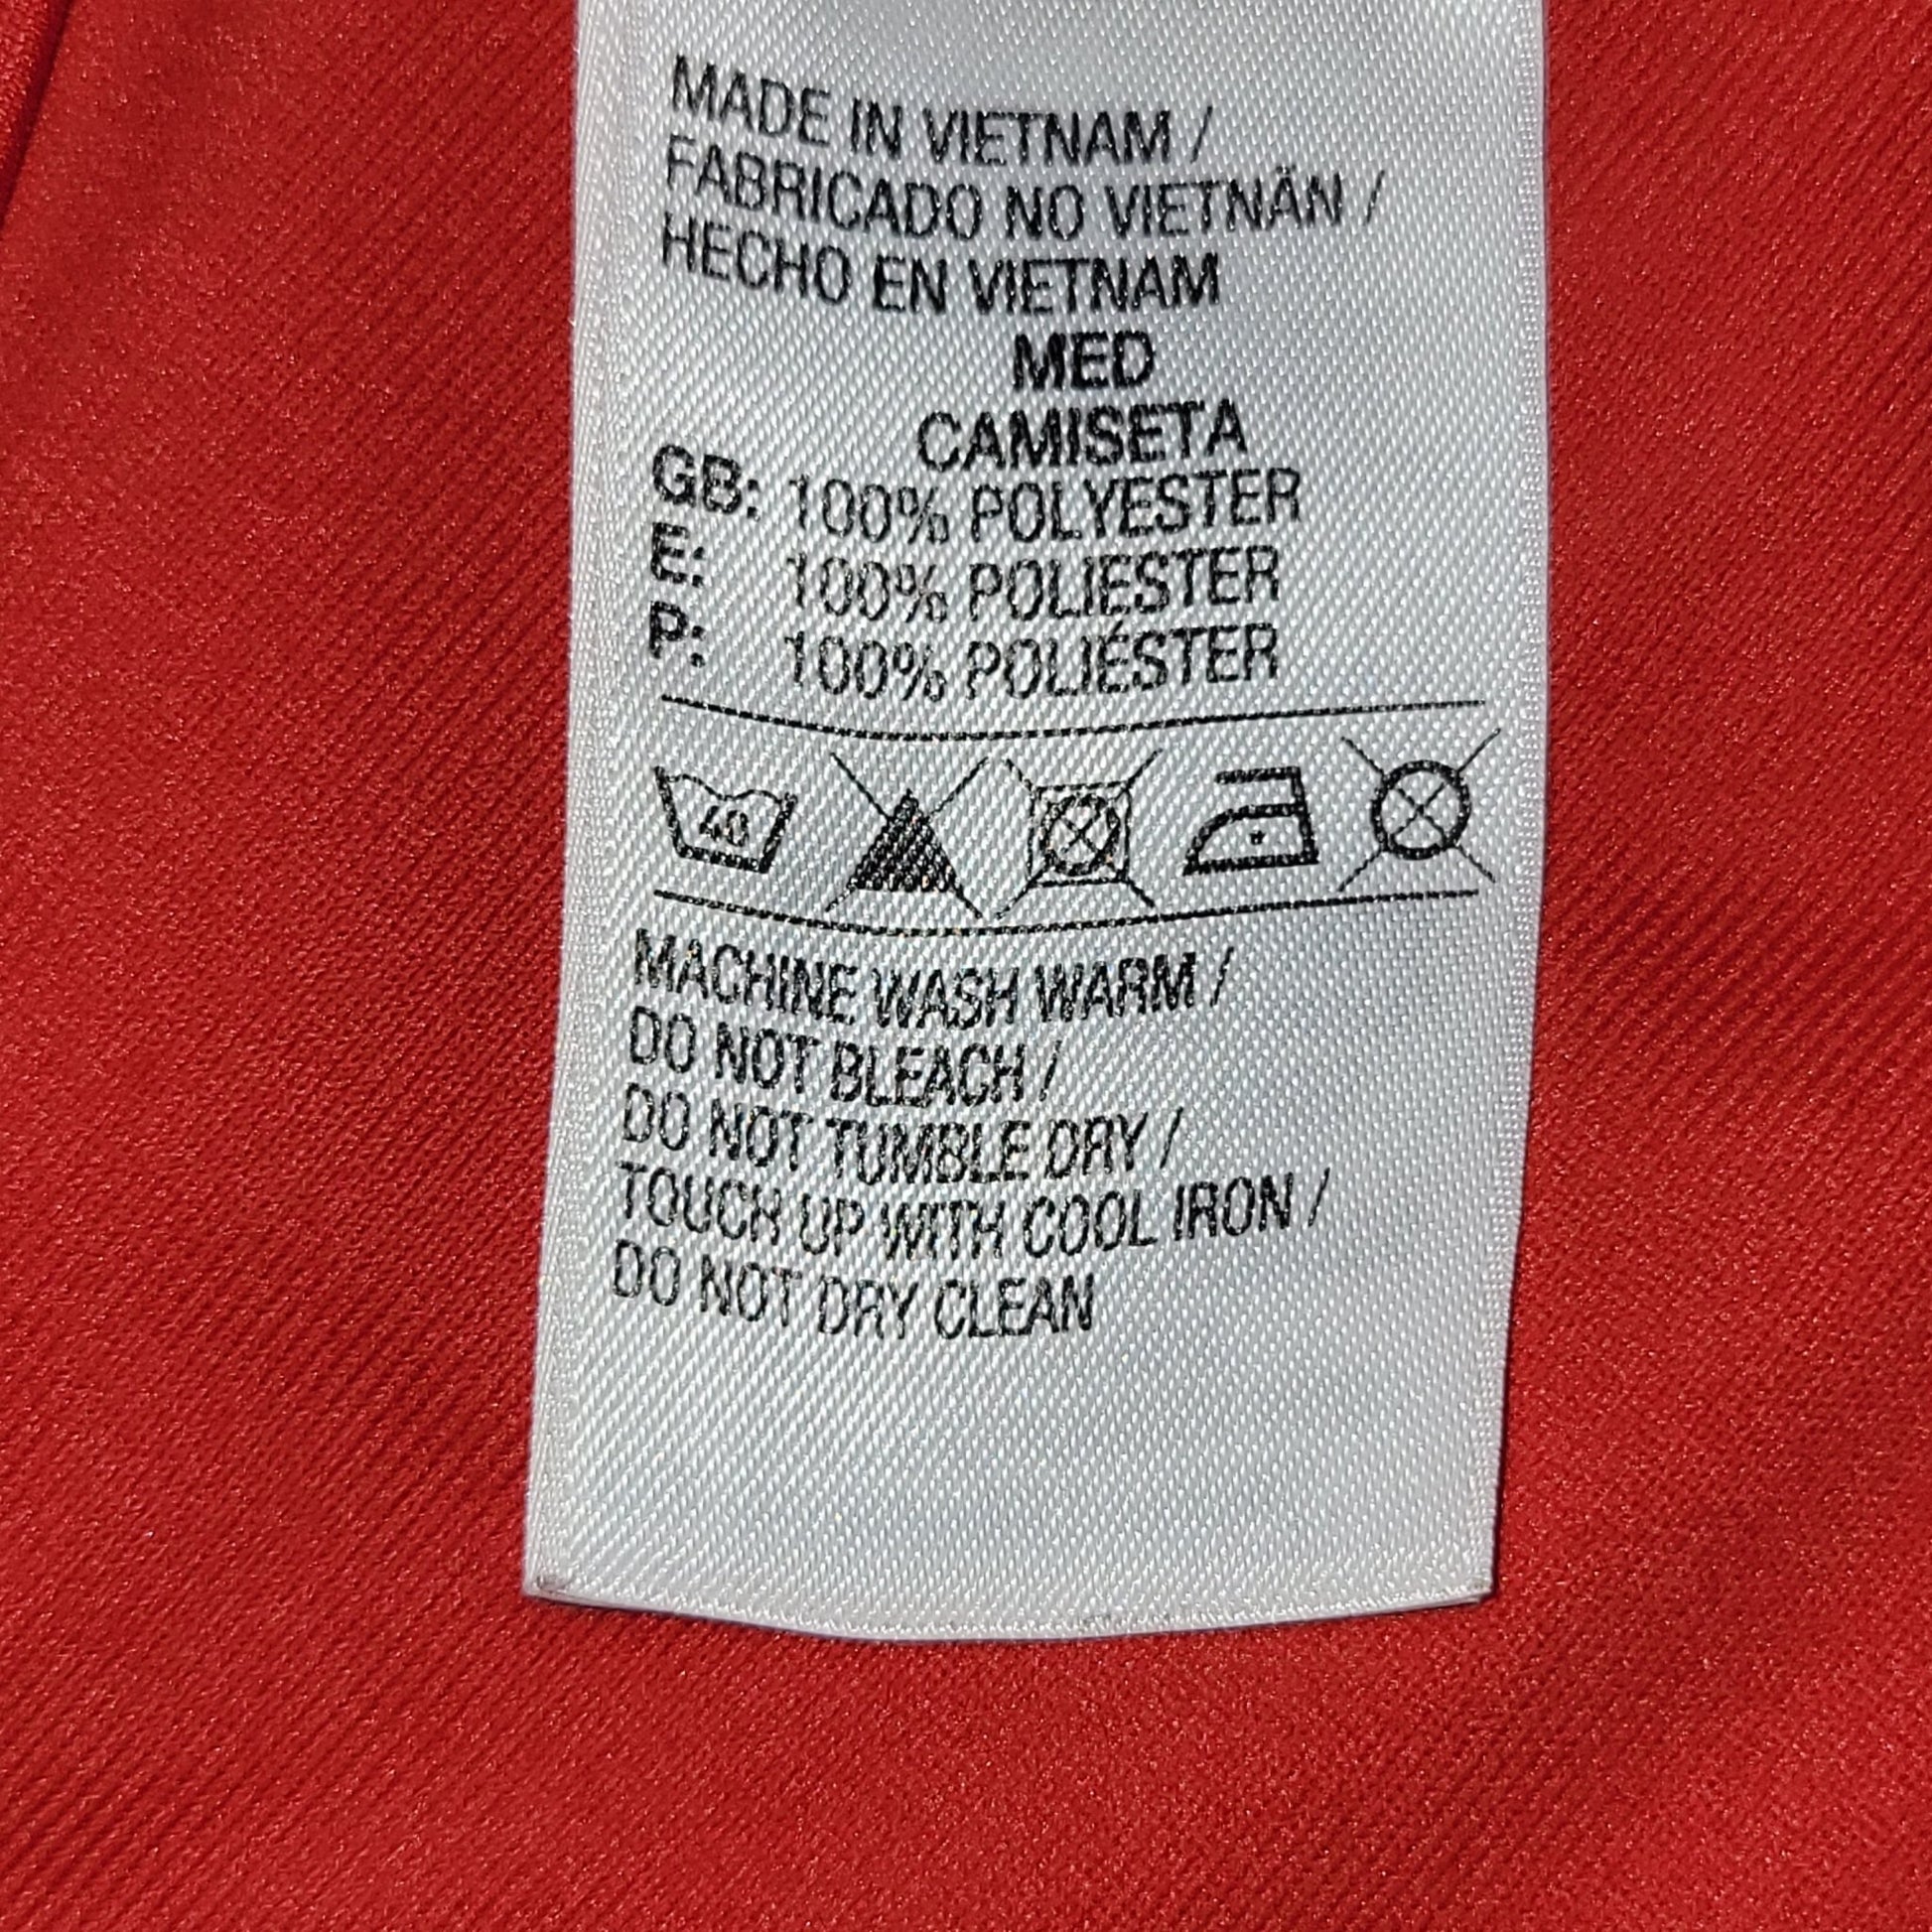 MADE IN VIETNAM /
FABRICADO NO VIETNÃN /
HECHO EN VIETNAM
MED
CAMISETA
GB: 100% POLYESTER
E: 100% POLIESTER
P: 100% POLIÉSTER
40
MACHINE WASH WARM /
DO NOT BLEACH /
DO NOT TUMBLE DRY /
TOUCH UP WITH COOL IRON /
DO NOT DRY CLEAN